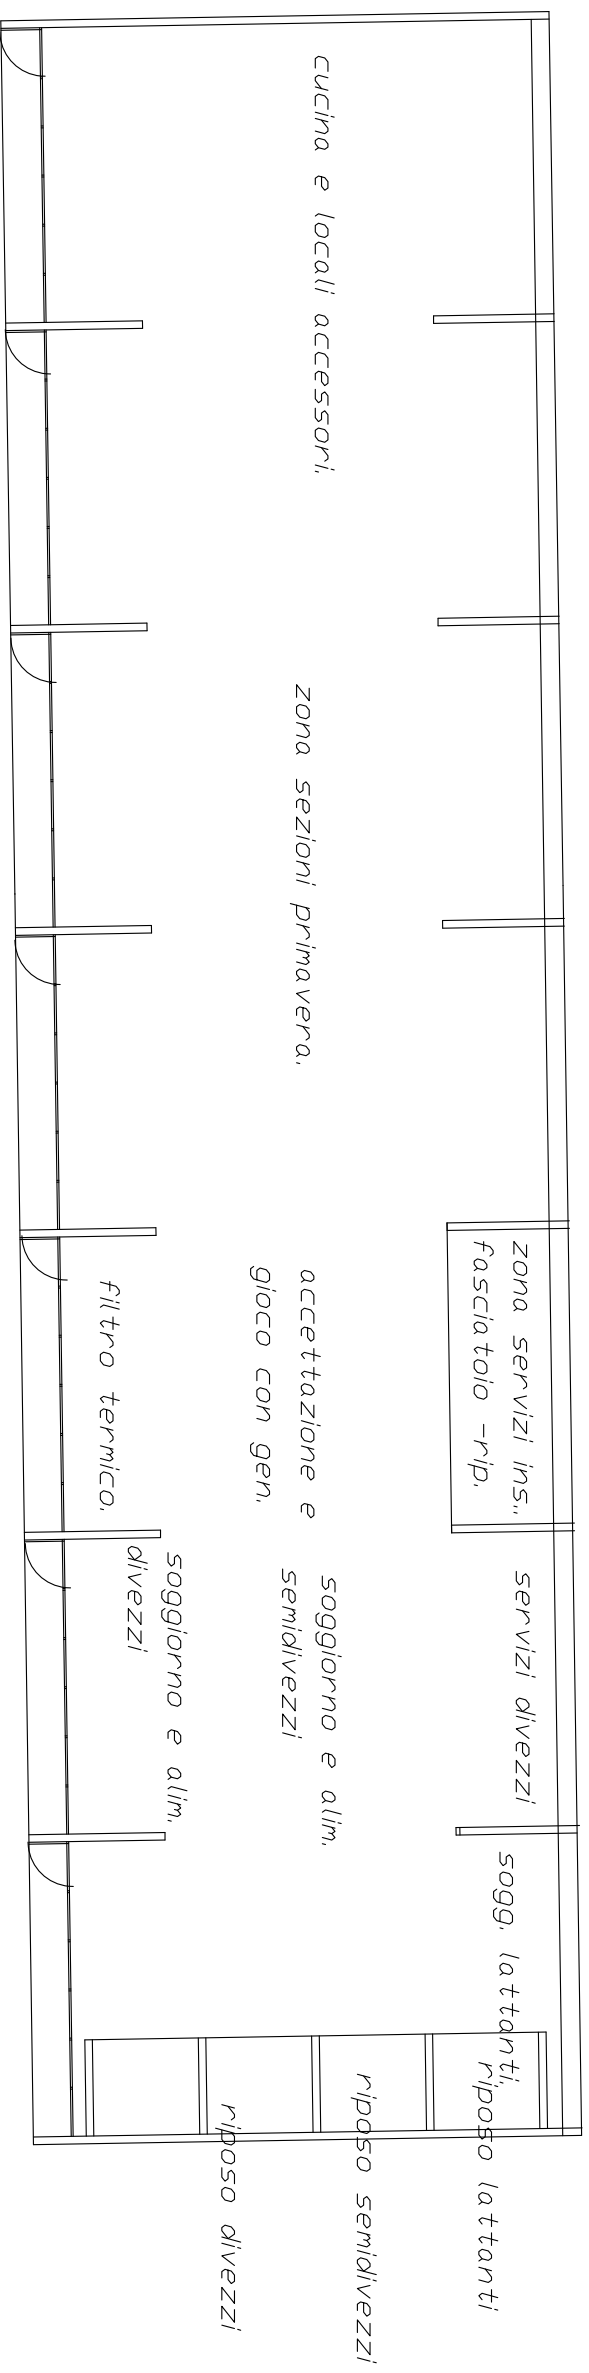 cucina e locali accessori.
zona sezioni primavera.
zona servizi ins..
fasciatoio -rip.
accettazione e
gioco con gen.
filtro termico.
servizi divezzi
soggiorno e alim.
semidivezzi
soggiorno e alim.
divezzi
sogg. lattanti.
riposo lattanti
riposo semidivezzi
riposo divezzi